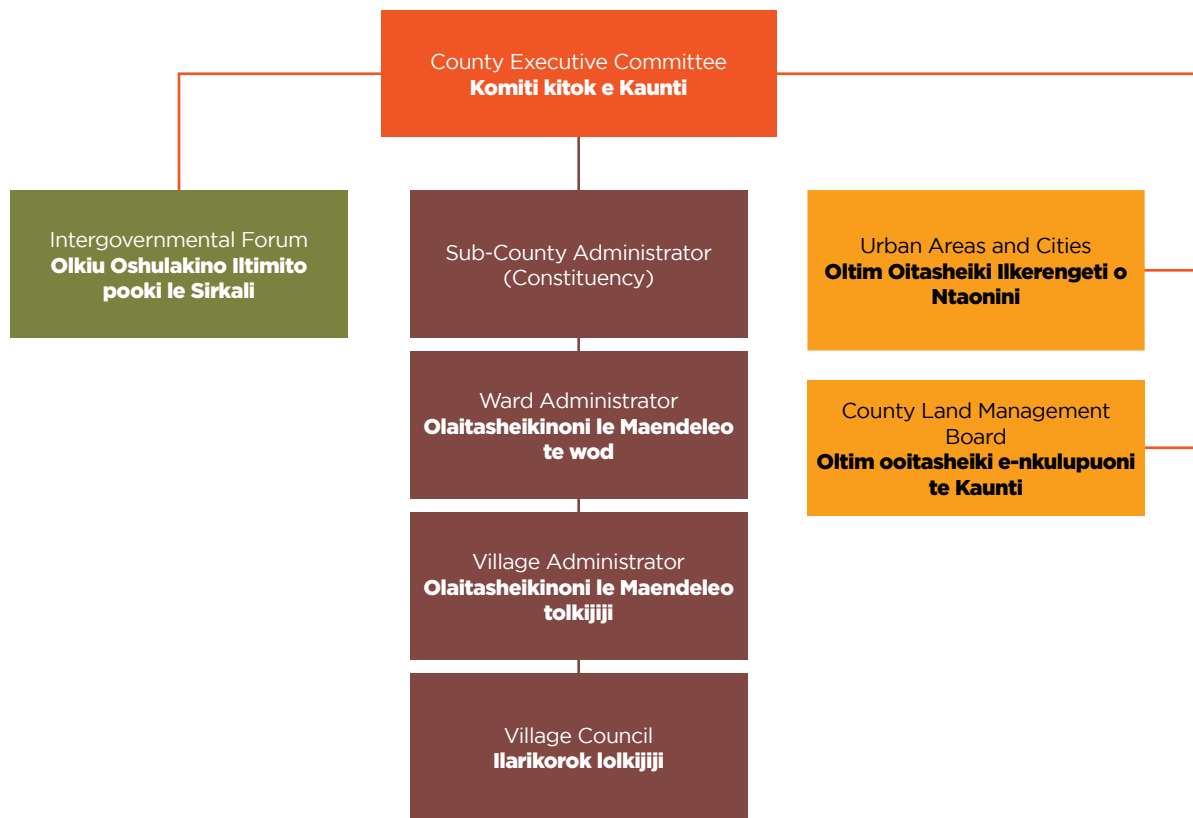 County Executive Committee
Komiti kitok e Kaunti
Intergovernmental Forum
Olkiu Oshulakino Iltimito
pooki le Sirkali
Sub-County Administrator
(Constituency)
Urban Areas and Cities
Oltim Oitasheiki Ilkerengeti o
Ntaonini
Ward Administrator
Olaitasheikinoni le Maendeleo
te wod
County Land Management
Board
Oltim ooitasheiki e-nkulupuoni
te Kaunti
Village Administrator
Olaitasheikinoni le Maendeleo
tolkijiji
Village Council
Ilarikorok lolkijiji